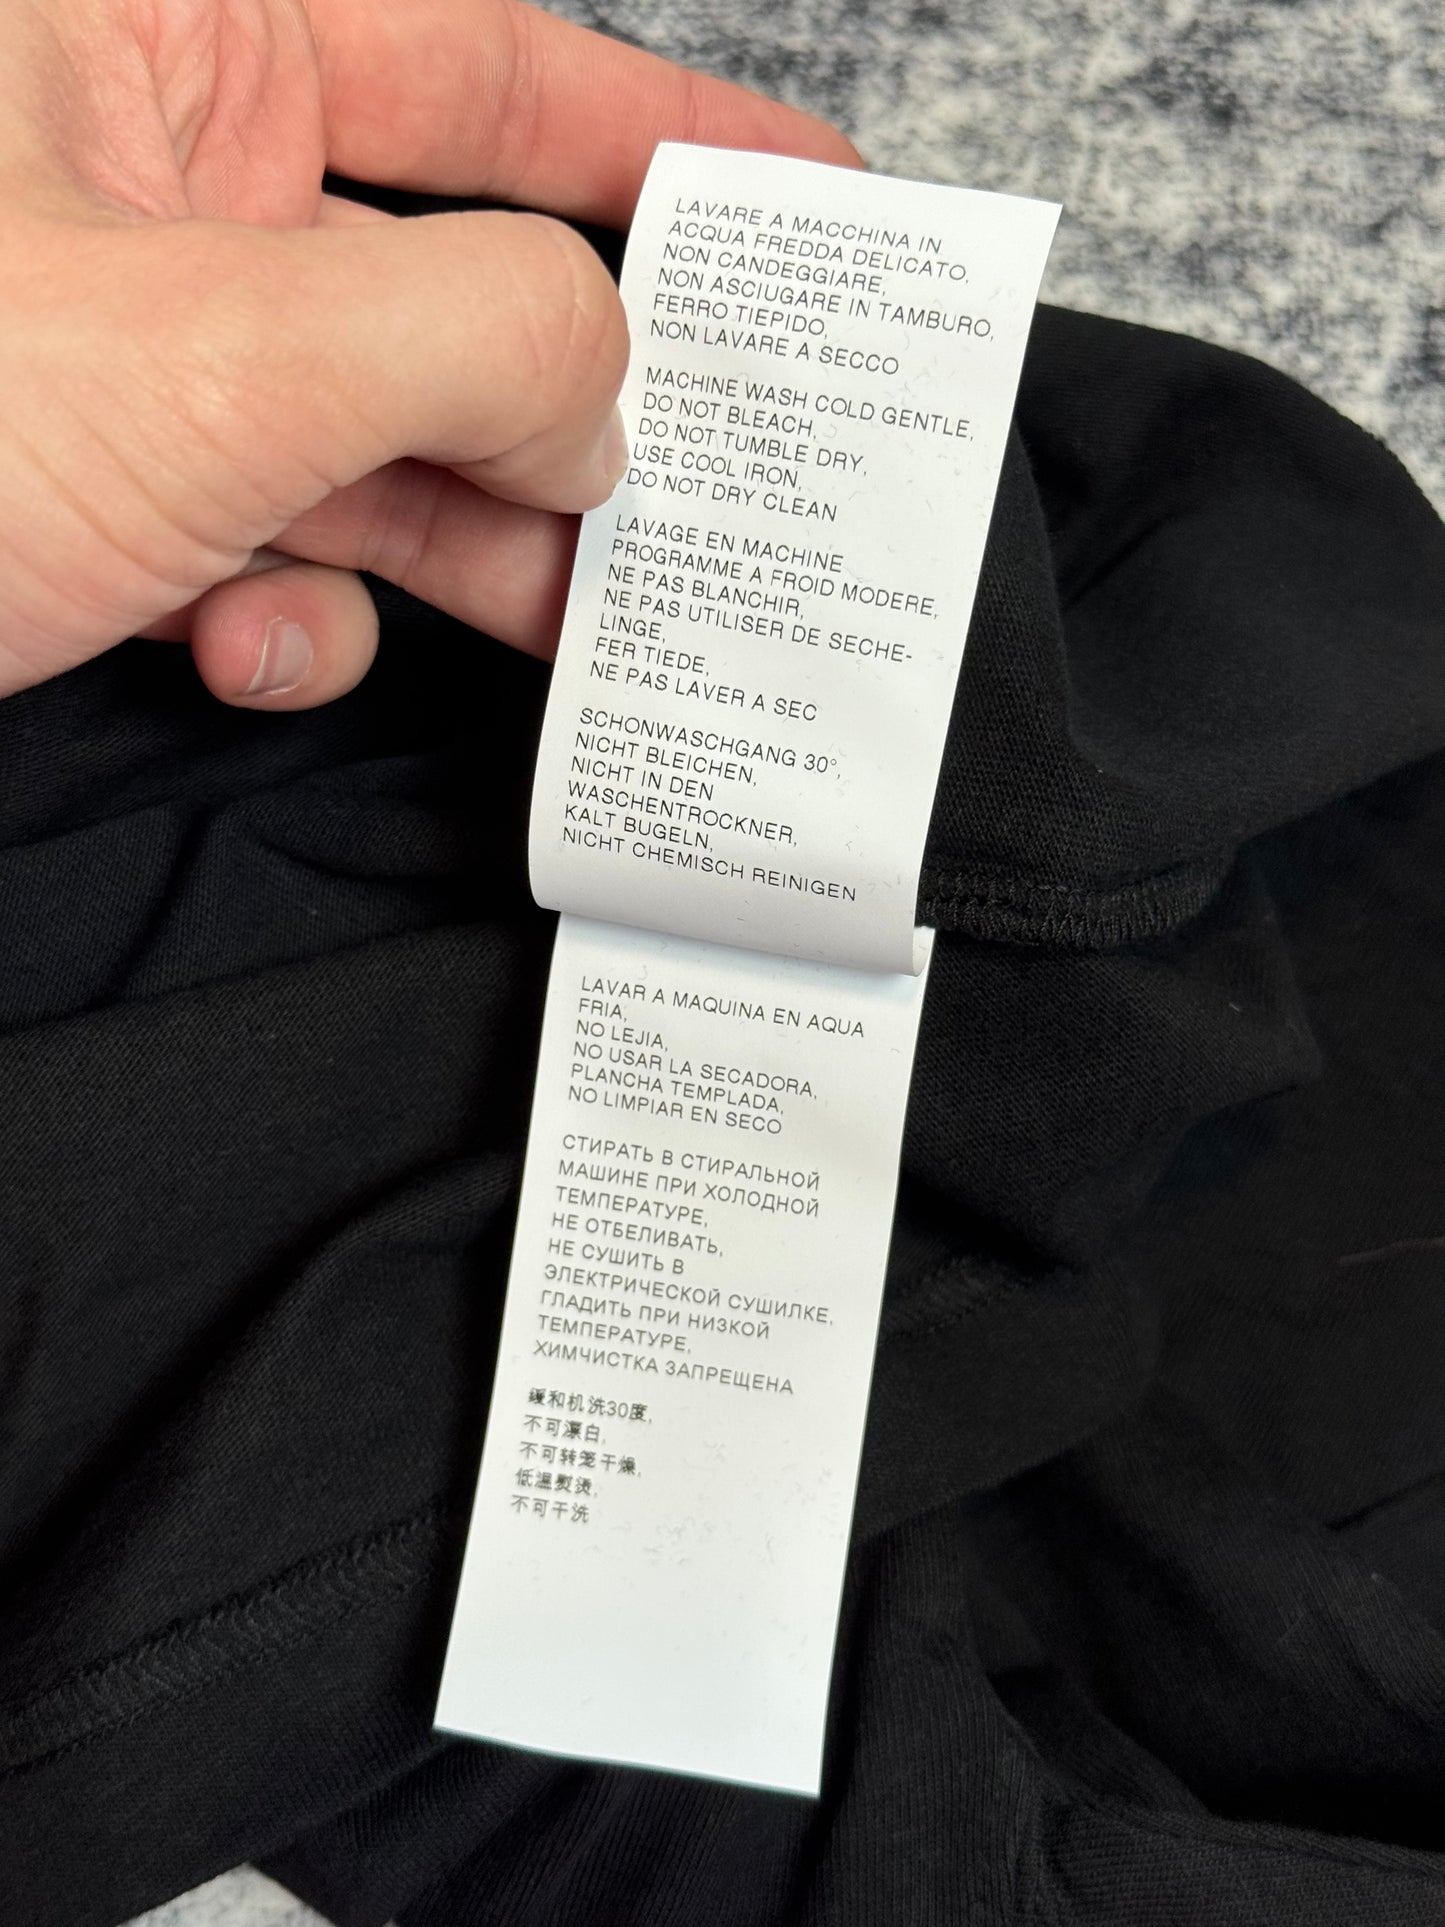 LAVARE A MACCHINA IN
ACQUA FREDDA DELICATO,
NON CANDEGGIARE,
NON ASCIUGARE IN TAMBURO,
FERRO TIEPIDO,
NON LAVARE A SECCO
MACHINE WASH COLD GENTLE,
DO NOT BLEACH,
DO NOT TUMBLE DRY,
USE COOL IRON,
DO NOT DRY CLEAN
LAVAGE EN MACHINE
PROGRAMME A FROID MODERE,
NE PAS BLANCHIR,
NE PAS UTILISER DE SECHE-
LINGE,
FER TIEDE,
NE PAS LAVER A SEC
SCHONWASCHGANG 30°,
NICHT BLEICHEN,
NICHT IN DEN
WASCHENTROCKNER,
KALT BUGELN,
NICHT CHEMISCH REINIGEN
LAVAR A MAQUINA EN AQUA
FRIA,
NO LEJIA,
NO USAR LA SECADORA,
PLANCHA TEMPLADA,
NO LIMPIAR EN SECO
СТИРАТЬ В СТИРАЛЬНОЙ
МАШИНЕ ПРИ ХОЛОДНОЙ
ТЕМПЕРАТУРЕ,
НЕ ОТБЕЛИВАТЬ,
НЕ СУШИТЬ В
ЭЛЕКТРИЧЕСКОЙ СУШИЛКЕ,
ГЛАДИТЬ ПРИ НИЗКОЙ
ТЕМПЕРАТУРЕ,
ХИМЧИСТКА ЗАПРЕЩЕНА
缓和机洗30度,
不可漂白,
不可转笼干燥,
低温熨烫,
不可干洗